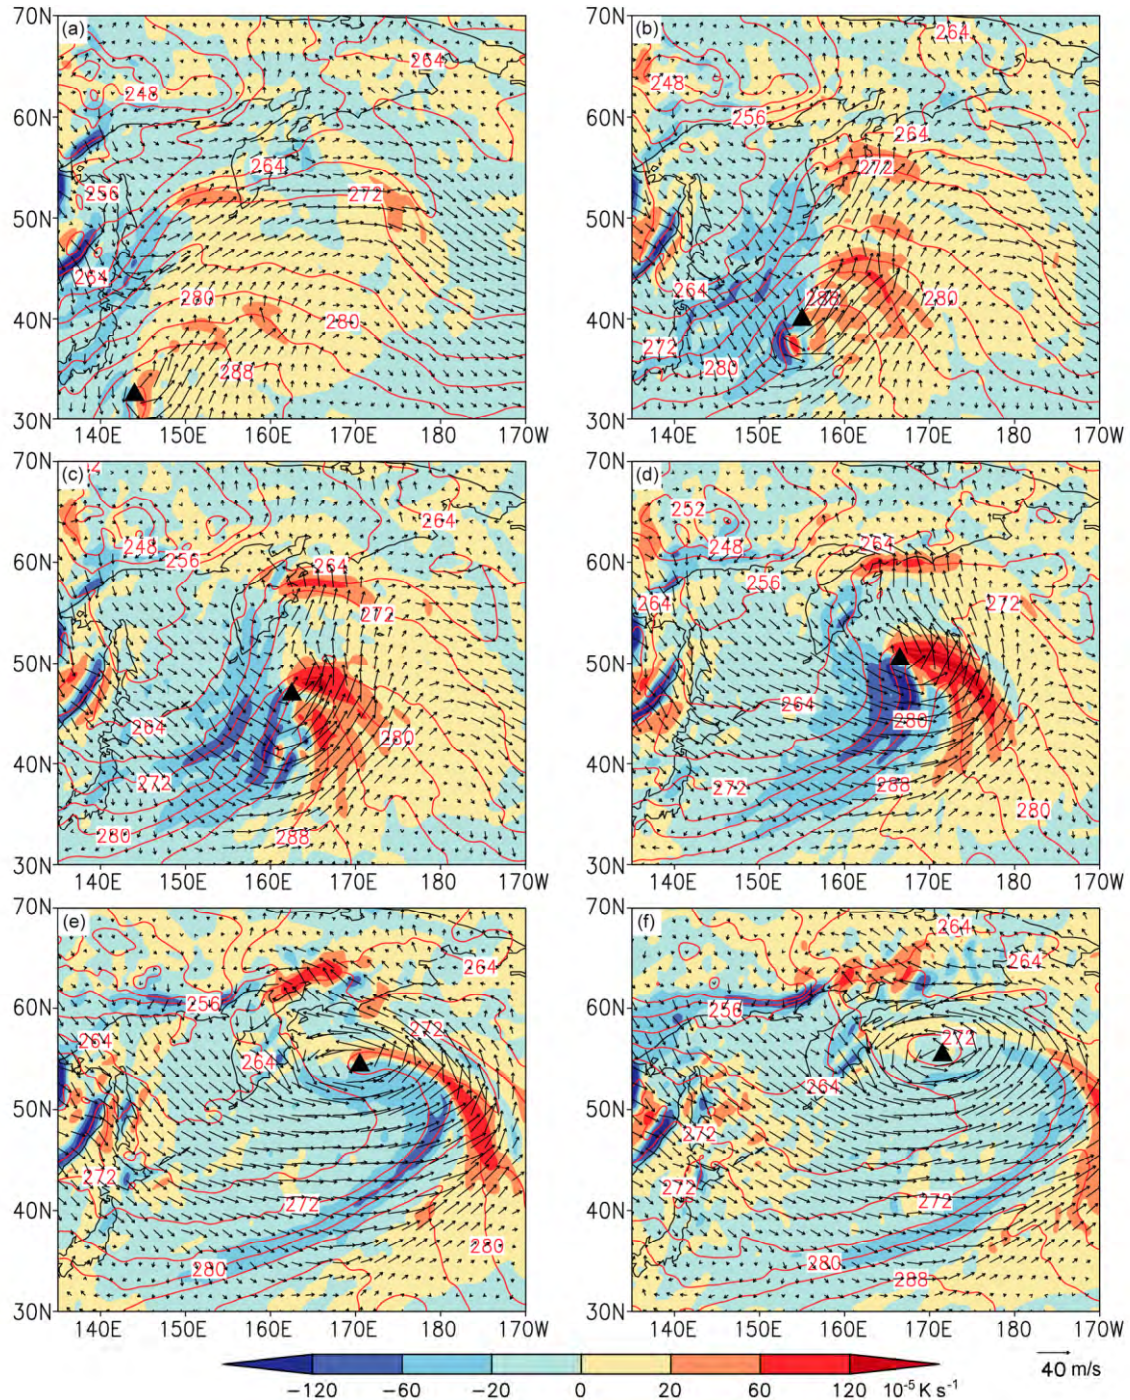 70N (a) 264
248
60N
264
256 272
50N
264
280
40N 280
288
30N
140E 150E 160E 170E 180 170W
70N (b) 264
248
256
60N
264
272
50N
264
280
288
40N
272
280
30N
140E 150E 160E 170E 180 170W
70N (c)
264
248
256
60N
264
272
50N
264
280
40N
272
280 288
30N
140E 150E 160E 170E 180 170W
70N (d)
252
248 264
60N
256
264 272
50N
264
280
40N
272 288
280
30N
140E 150E 160E 170E 180 170W
70N (e)
264
60N 256
272
264
264
50N
272
40N 272
280
280
30N
140E 150E 160E 170E 180 170W
70N (f) 264
264
60N 256
272
264
50N
272
272
40N 272
280
288
30N
140E 150E 160E 170E 180 170W
−120 −60 −20 0 20 60 120 10⁻⁵ K s⁻¹
40 m/s